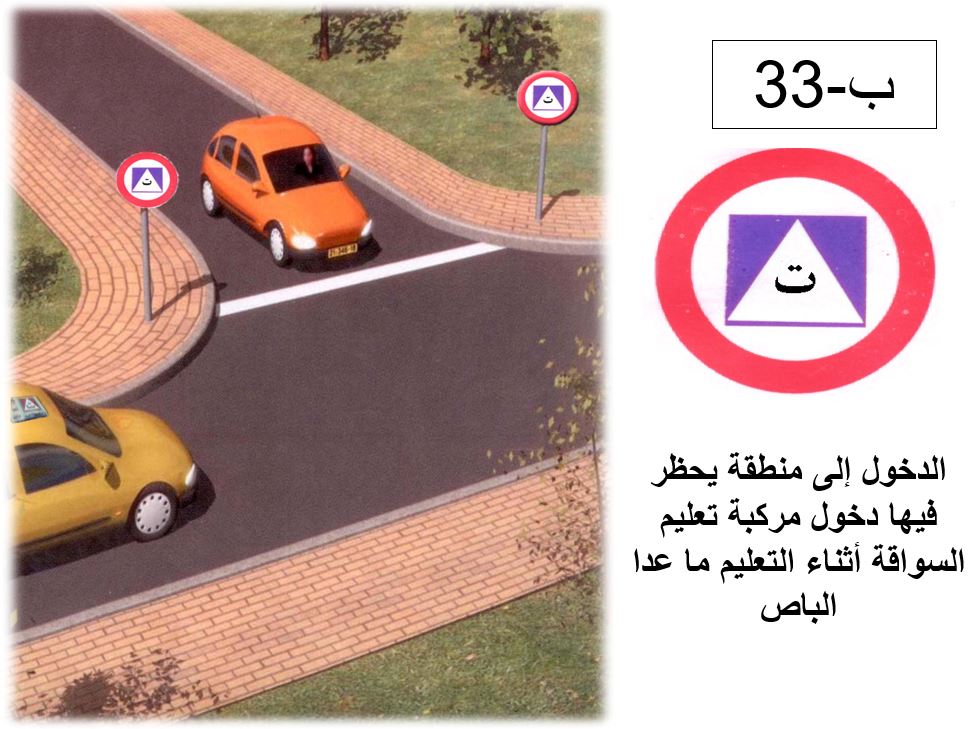 ب-33
ت
الدخول إلى منطقة يحظر
فيها دخول مركبة تعليم
السواقة أثناء التعليم ما عدا
الباص
ت
ت